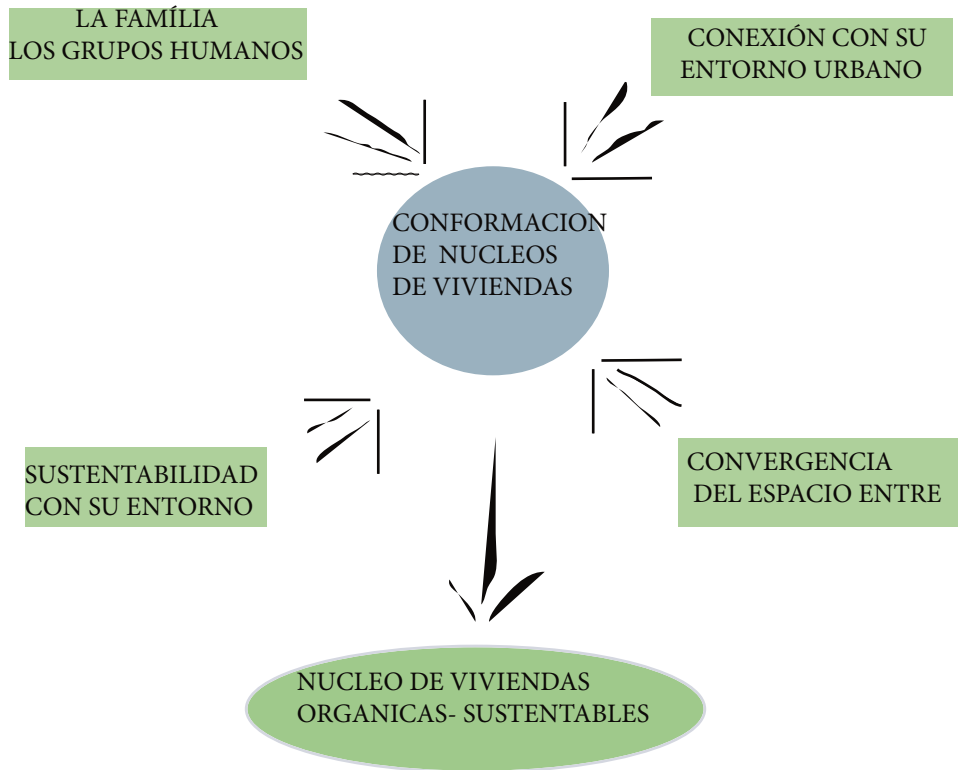 LA FAMÍLIA
LOS GRUPOS HUMANOS
CONEXIÓN CON SU
ENTORNO URBANO
CONFORMACION
DE NUCLEOS
DE VIVIENDAS
SUSTENTABILIDAD
CON SU ENTORNO
CONVERGENCIA
DEL ESPACIO ENTRE
NUCLEO DE VIVIENDAS
ORGANICAS- SUSTENTABLES